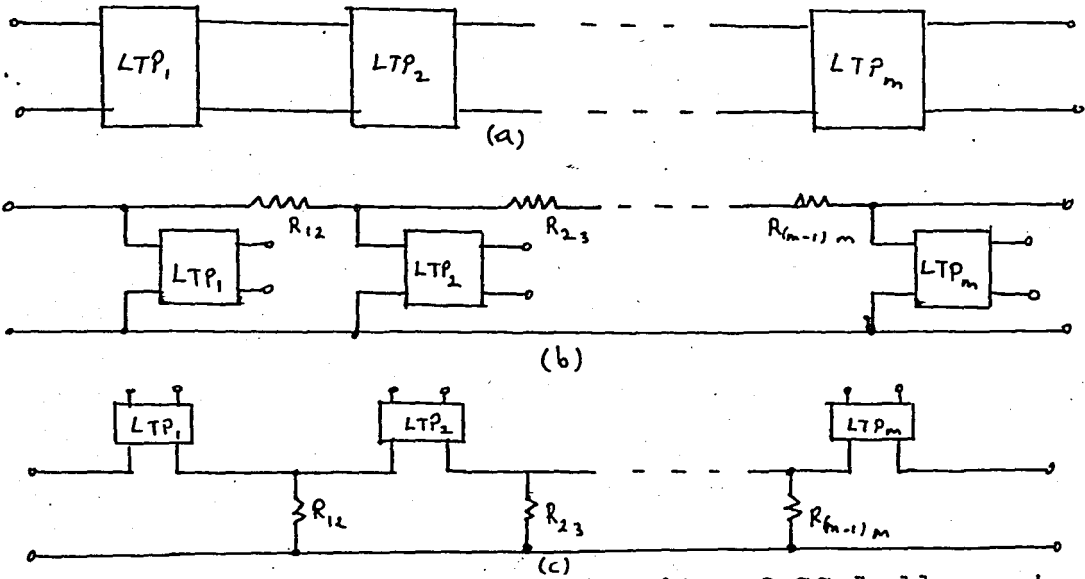 LTP₁ LTP₂ LTPₘ
(a)
R₁₂ R₂₃ R₍ₘ₋₁₎ₘ
LTP₁ LTP₂ LTPₘ
(b)
LTP₁ LTP₂ LTPₘ
R₁₂ R₂₃ R₍ₘ₋₁₎ₘ
(c)